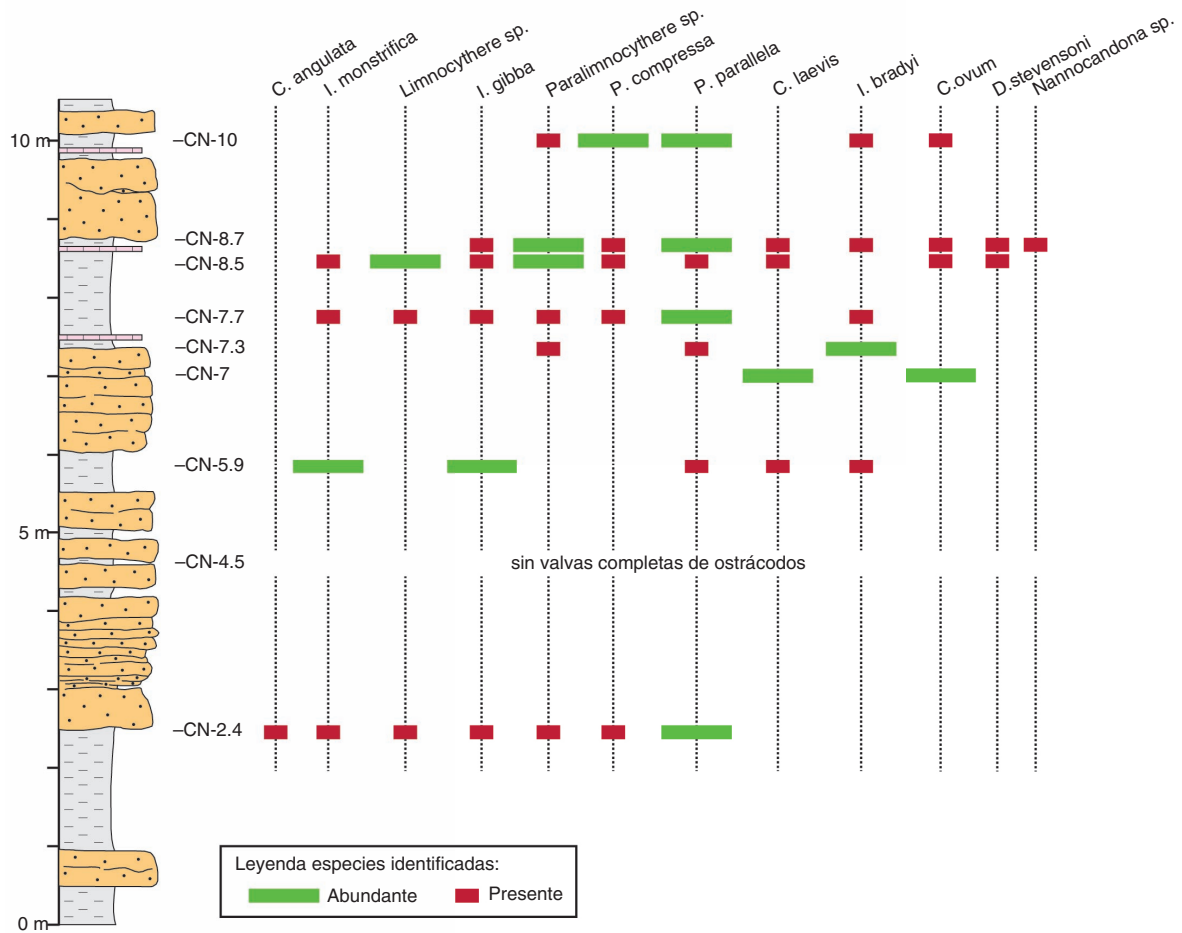 C. angulata
I. monstrifica
Limnocythere sp.
I. gibba
Paralimnocythere sp.
P. compressa
P. parallela
C. laevis
I. bradyi
C.ovum
D.stevensoni
Nannocandona sp.
10 m
–CN-10
–CN-8.7
–CN-8.5
–CN-7.7
–CN-7.3
–CN-7
–CN-5.9
5 m
–CN-4.5
sin valvas completas de ostrácodos
–CN-2.4
Leyenda especies identificadas:
Abundante
Presente
0 m